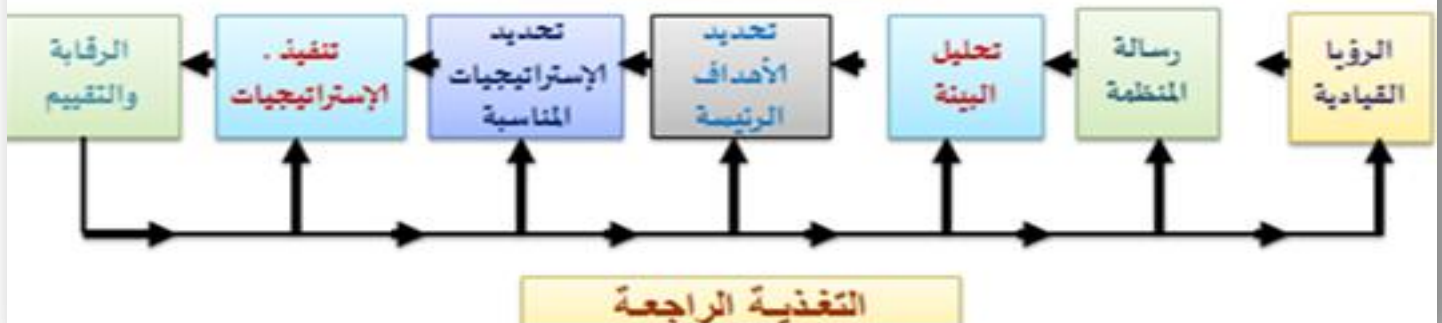 الرؤيا
القيادية
رسالة
المنظمة
تحليل
البيئة
تحديد
الأهداف
الرئيسة
تحديد
الإستراتيجيات
المناسبة
تنفيذ .
الإستراتيجيات
الرقابة
والتقييم
التغذية الراجعة